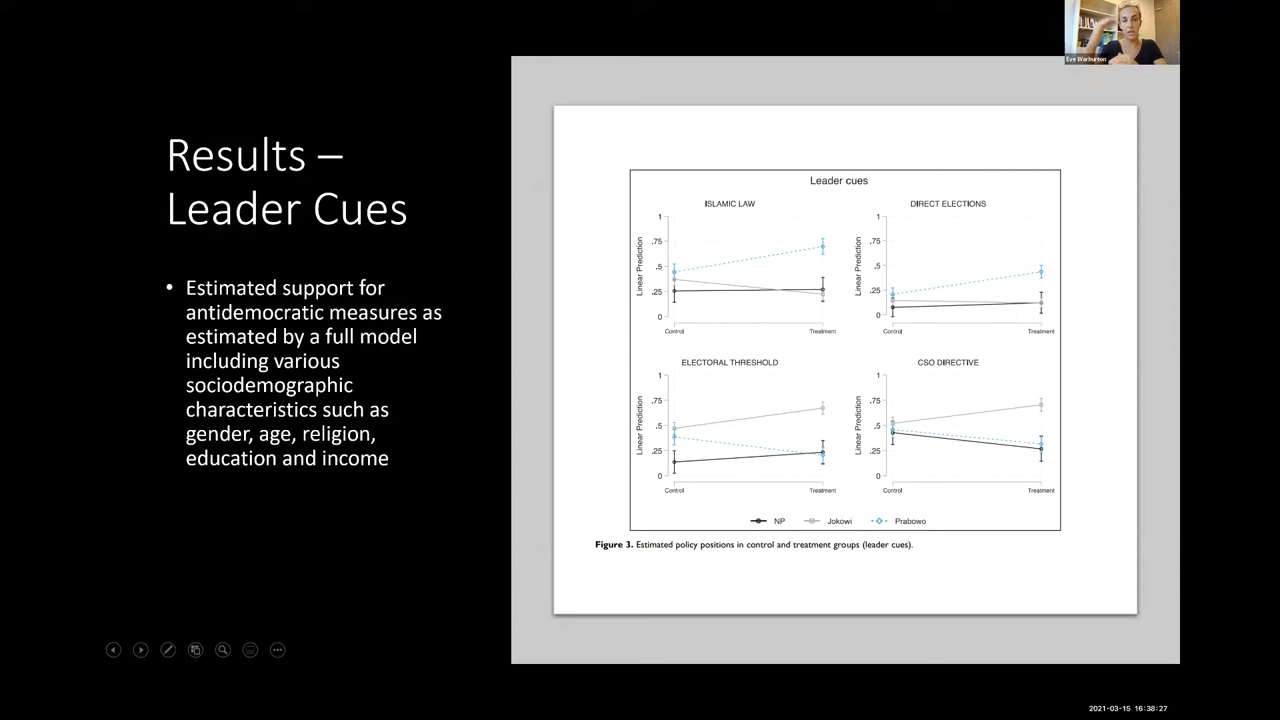 Eve Warburton
Results –
Leader Cues
• Estimated support for
antidemocratic measures as
estimated by a full model
including various
sociodemographic
characteristics such as
gender, age, religion,
education and income
Leader cues
ISLAMIC LAW
Linear Prediction
1
.75
.5
.25
0
Control
Treatment
DIRECT ELECTIONS
Linear Prediction
1
.75
.5
.25
0
Control
Treatment
ELECTORAL THRESHOLD
Linear Prediction
1
.75
.5
.25
0
Control
Treatment
CSO DIRECTIVE
Linear Prediction
1
.75
.5
.25
0
Control
Treatment
NP Jokowi Prabowo
Figure 3. Estimated policy positions in control and treatment groups (leader cues).
2021-03-15 16:38:27